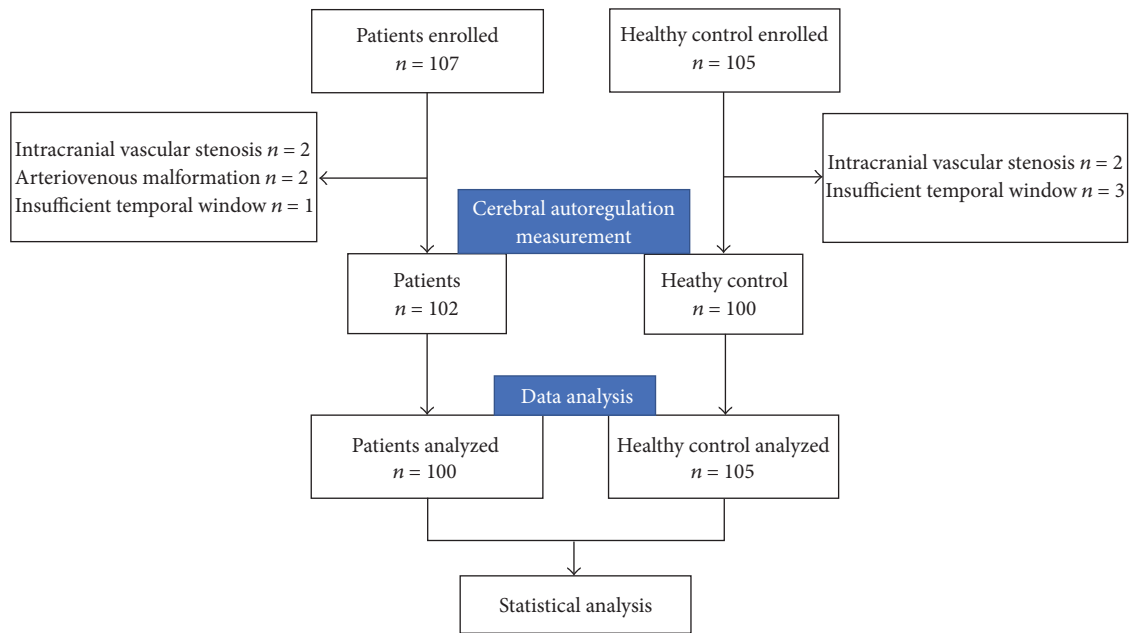 Patients enrolled
n = 107
Healthy control enrolled
n = 105
Intracranial vascular stenosis n = 2
Arteriovenous malformation n = 2
Insufficient temporal window n = 1
Intracranial vascular stenosis n = 2
Insufficient temporal window n = 3
Cerebral autoregulation
measurement
Patients
n = 102
Heathy control
n = 100
Data analysis
Patients analyzed
n = 100
Healthy control analyzed
n = 105
Statistical analysis